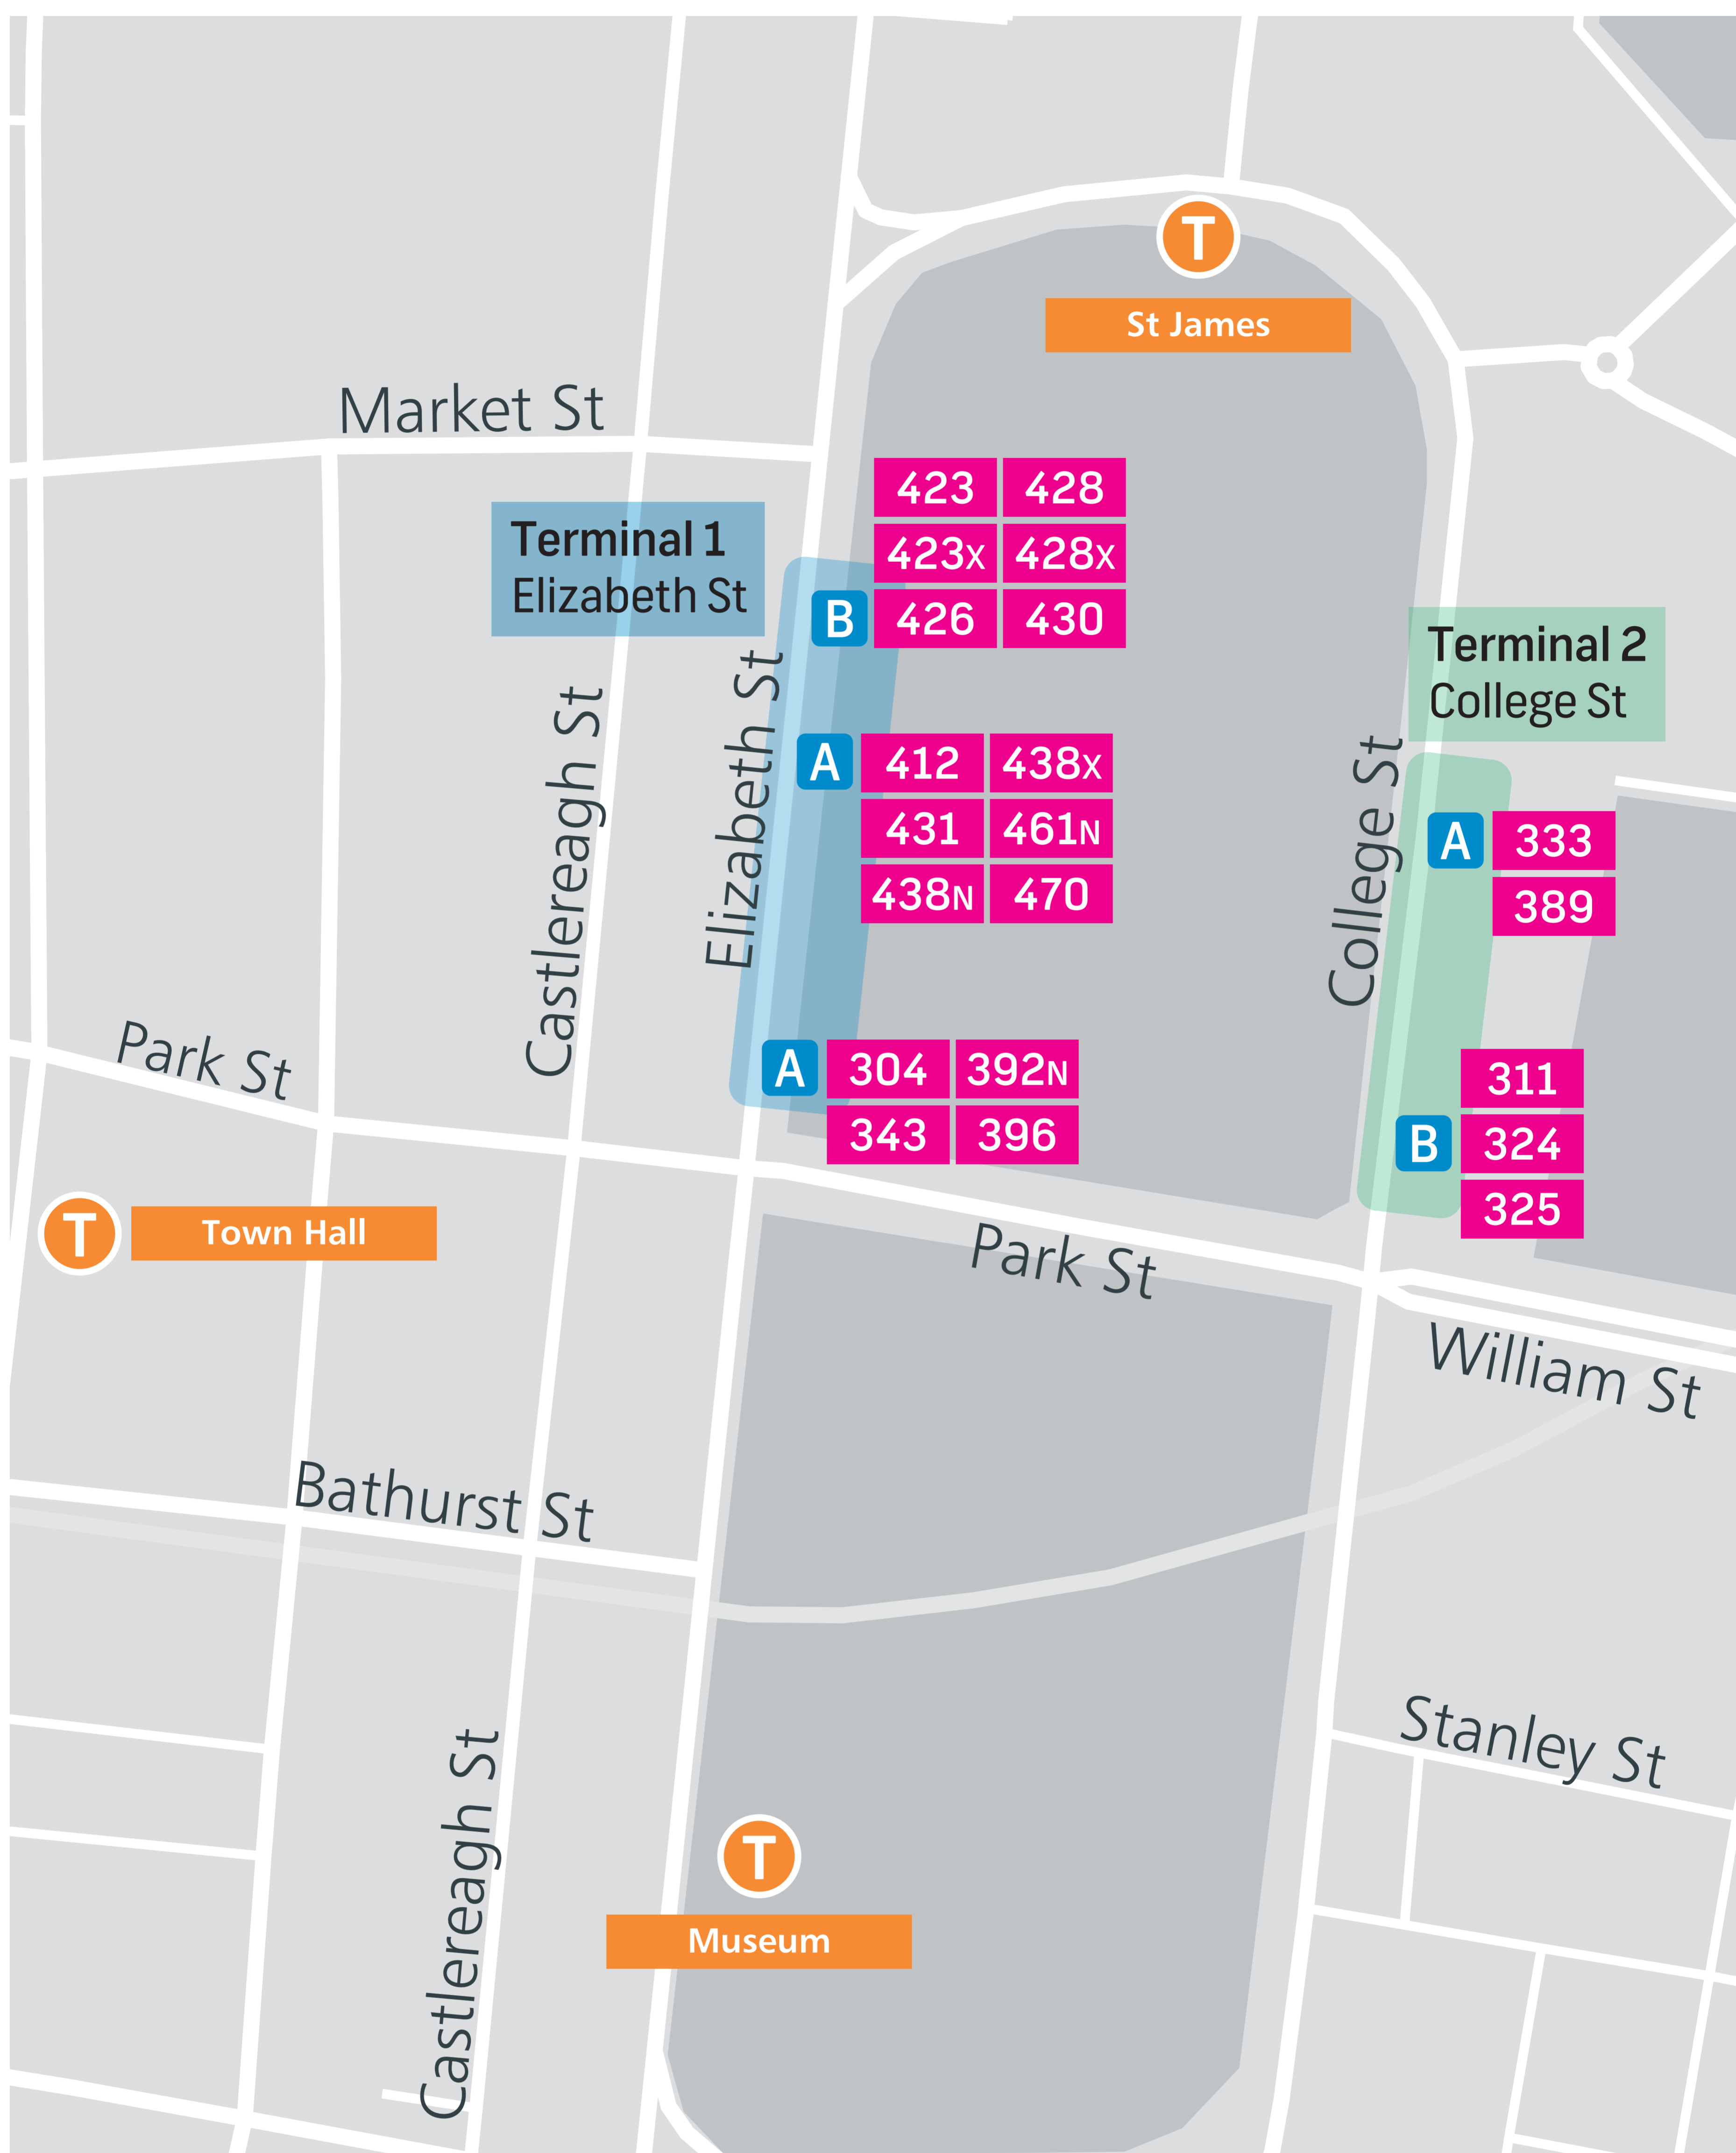 T
St James
Market St
423 428
423X 428X
B 426 430
Terminal 1
Elizabeth St
Terminal 2
College St
Castlereagh St
Elizabeth St
A 412 438X
431 461N
438N 470
College St
A 333
389
Park St
A 304 392N
343 396
311
B 324
325
T Town Hall
Park St
William St
Bathurst St
Stanley St
Castlereagh St
T
Museum